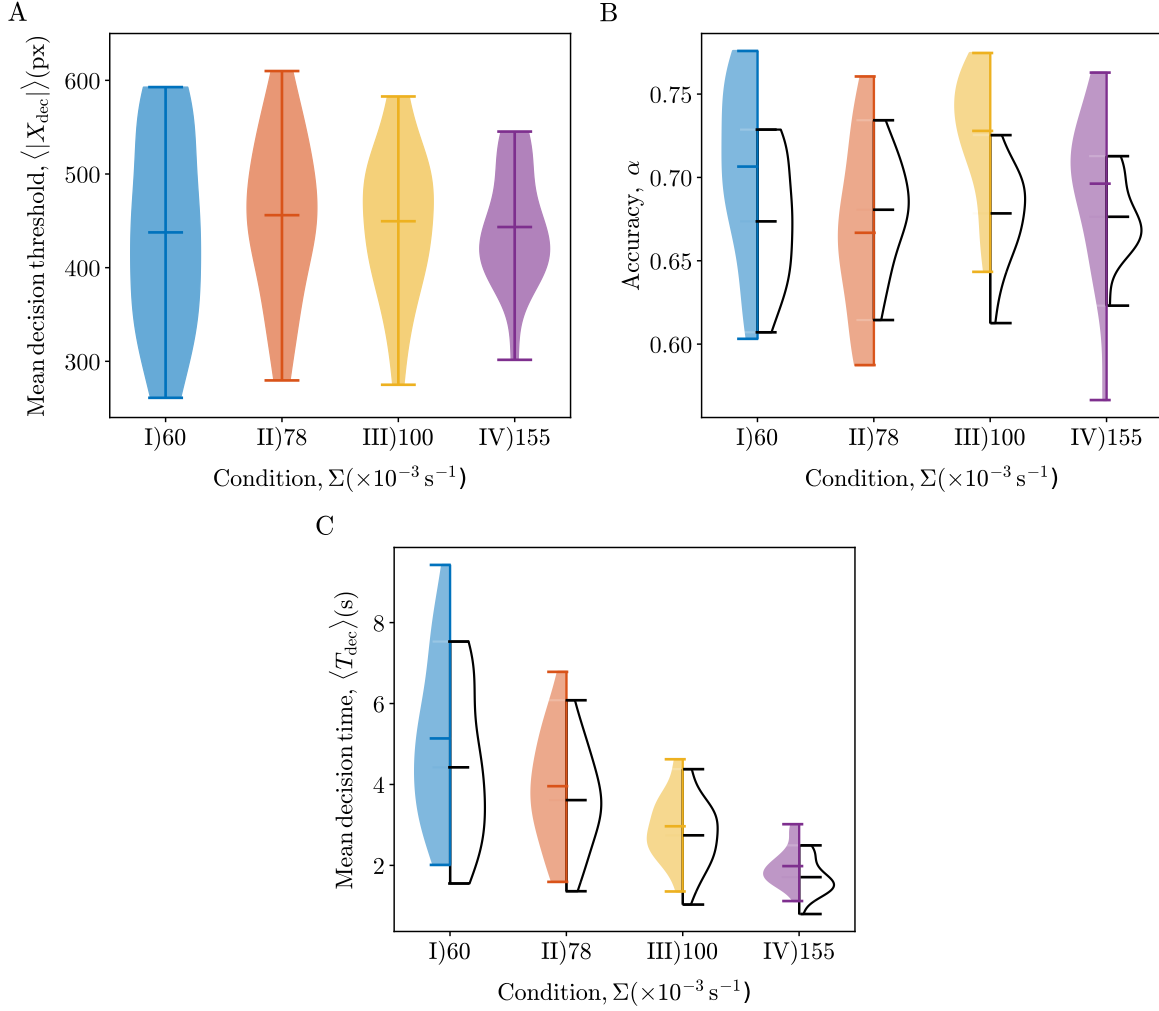 A
Mean decision threshold, ⟨|X_dec|⟩(px)
600
500
400
300
I)60 II)78 III)100 IV)155
Condition, Σ(×10⁻³ s⁻¹)
B
Accuracy, α
0.75
0.70
0.65
0.60
I)60 II)78 III)100 IV)155
Condition, Σ(×10⁻³ s⁻¹)
C
Mean decision time, ⟨T_dec⟩(s)
8
6
4
2
I)60 II)78 III)100 IV)155
Condition, Σ(×10⁻³ s⁻¹)